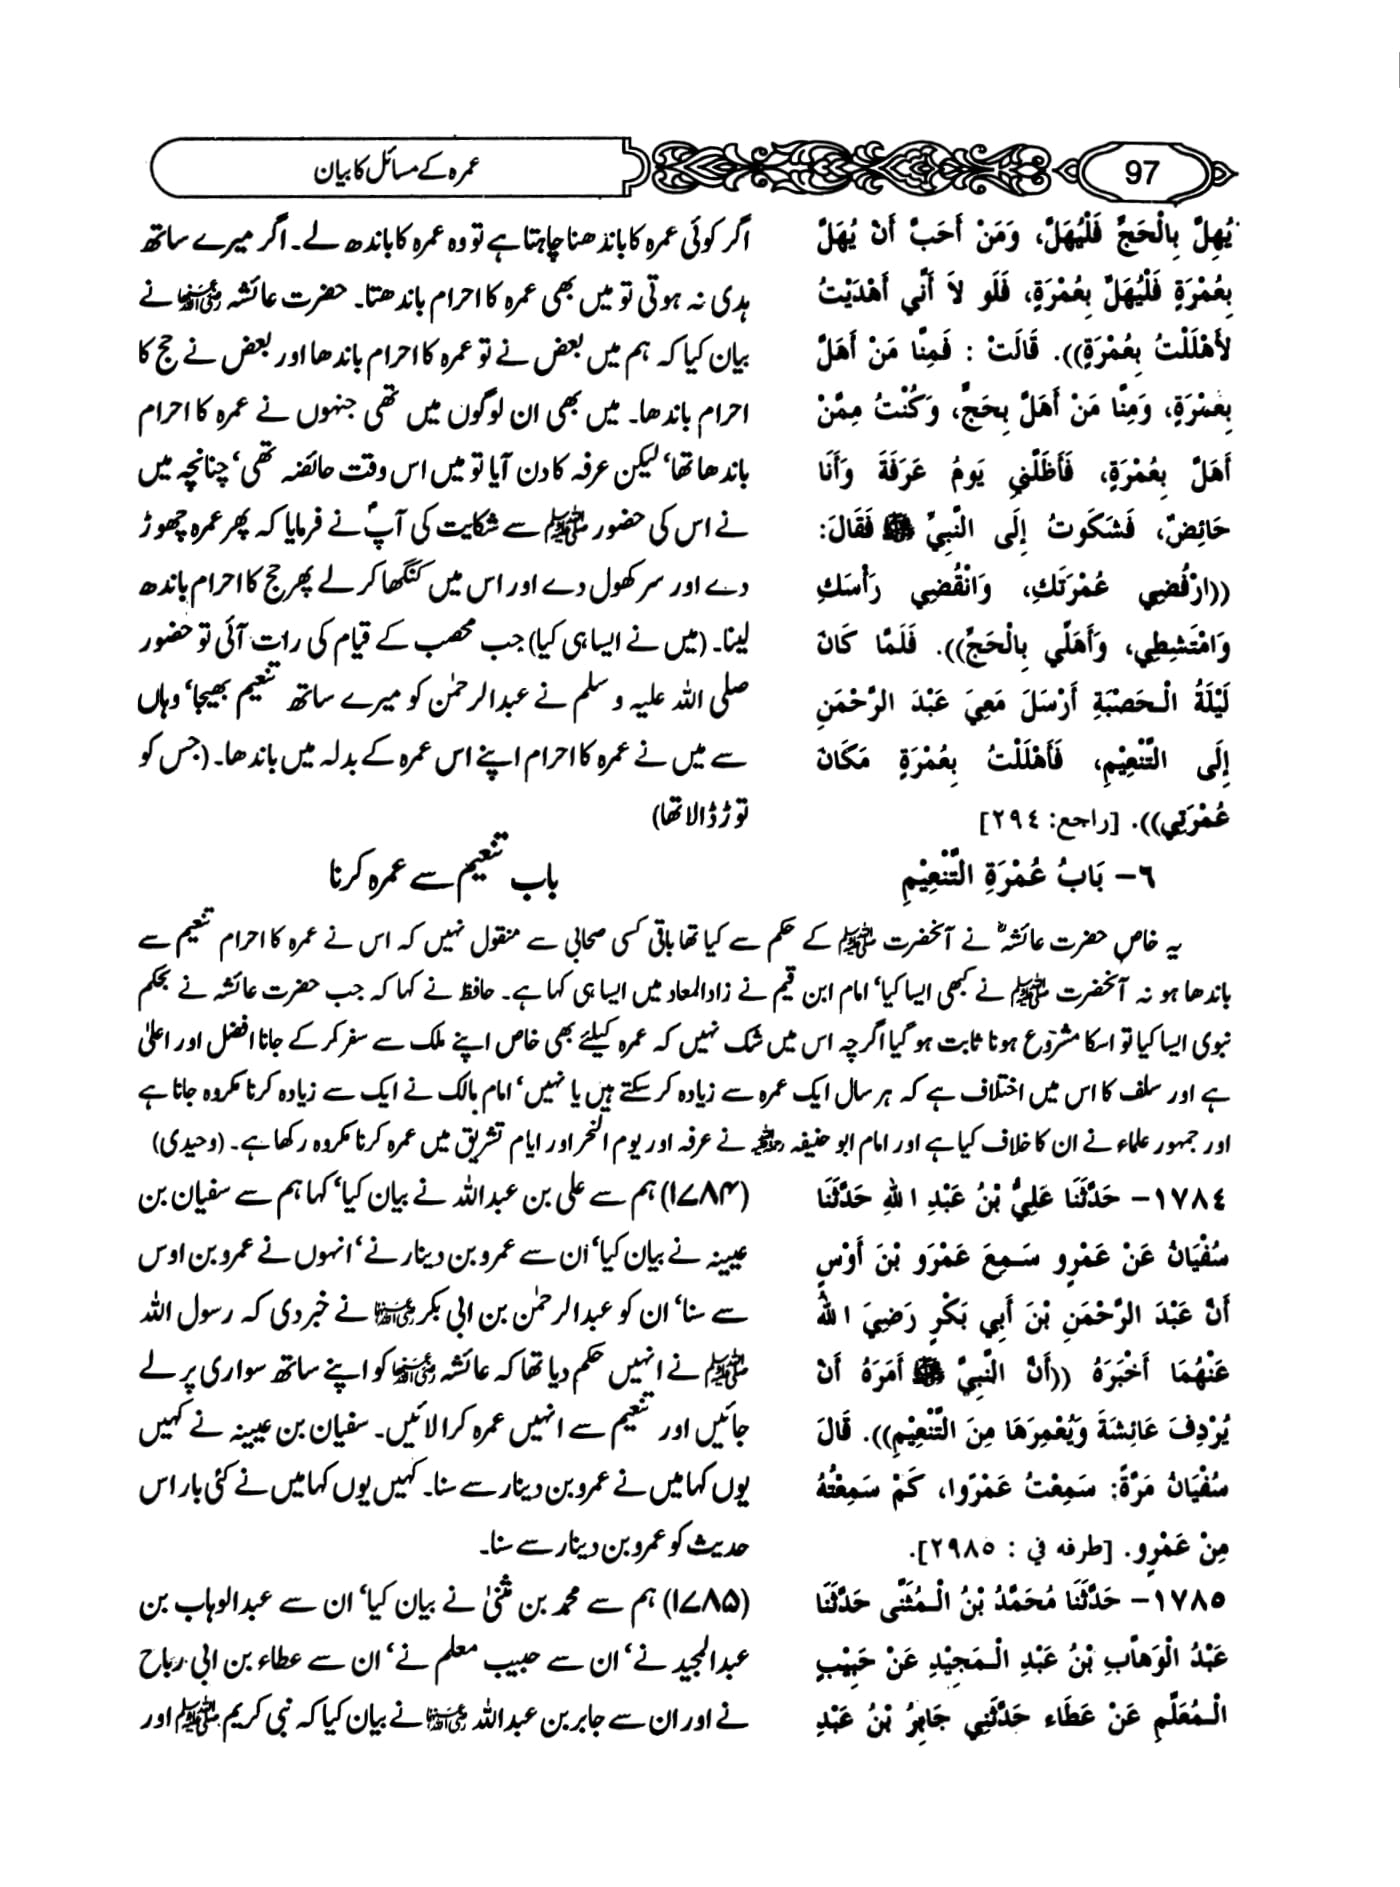 97
عمرہ کے مسائل کا بیان
يُهِلَّ بِالْحَجِّ فَلْيُهِلَّ، وَمَنْ أَحَبَّ أَنْ يُهِلَّ
بِعُمْرَةٍ فَلْيُهِلَّ بِعُمْرَةٍ، فَلَو لاَ أَنِّي أَهْدَيْتُ
لأَهْلَلْتُ بِعُمْرَةٍ)). قَالَتْ : فَمِنَّا مَنْ أَهَلَّ
بِعُمْرَةٍ، وَمِنَّا مَنْ أَهَلَّ بِحَجٍّ، وَكُنْتُ مِمَّنْ
أَهَلَّ بِعُمْرَةٍ، فَأَظَلَّنِي يَومُ عَرَفَةَ وَأَنَا
حَائِضٌ، فَشَكَوتُ إِلَى النَّبِيِّ ﷺ فَقَالَ:
((ارْفُضِي عُمْرَتَكِ، وَانْقُضِي رَأْسَكِ
وَامْتَشِطِي، وَأَهِلِّي بِالْحَجِّ)). فَلَمَّا كَانَ
لَيْلَةُ الْحَصْبَةِ أَرْسَلَ مَعِيَ عَبْدَ الرَّحْمَنِ
إِلَى التَّنْعِيْمِ، فَأَهْلَلْتُ بِعُمْرَةٍ مَكَانَ
عُمْرَتِي)). [راجع: ٢٩٤]
اگر کوئی عمرہ کا باندھنا چاہتا ہے تو وہ عمرہ کا باندھ لے۔ اگر میرے ساتھ
ہدی نہ ہوتی تو میں بھی عمرہ کا احرام باندھتا۔ حضرت عائشہ رضی اللہ عنہا نے
بیان کیا کہ ہم میں بعض نے تو عمرہ کا احرام باندھا اور بعض نے حج کا
احرام باندھا۔ میں بھی ان لوگوں میں تھی جنہوں نے عمرہ کا احرام
باندھا تھا‘ لیکن عرفہ کا دن آیا تو میں اس وقت حائضہ تھی‘ چنانچہ میں
نے اس کی حضور ﷺ سے شکایت کی آپؐ نے فرمایا کہ پھر عمرہ چھوڑ
دے اور سر کھول دے اور اس میں کنگھا کر لے پھر حج کا احرام باندھ
لینا۔ (میں نے ایسا ہی کیا) جب محصب کے قیام کی رات آئی تو حضور
صلی اللہ علیہ و سلم نے عبدالرحمٰن کو میرے ساتھ تنعیم بھیجا‘ وہاں
سے میں نے عمرہ کا احرام اپنے اس عمرہ کے بدلہ میں باندھا۔ (جس کو
توڑ ڈالا تھا)
٦- بَابُ عُمْرَةِ التَّنْعِيْمِ
باب تنعیم سے عمرہ کرنا
یہ خاص حضرت عائشہؓ نے آنحضرت ﷺ کے حکم سے کیا تھا باقی کسی صحابی سے منقول نہیں کہ اس نے عمرہ کا احرام تنعیم سے
باندھا ہو نہ آنحضرت ﷺ نے کبھی ایسا کیا‘ امام ابن قیم نے زاد المعاد میں ایسا ہی کہا ہے۔ حافظ نے کہا کہ جب حضرت عائشہ نے بحکم
نبوی ایسا کیا تو اسکا مشروع ہونا ثابت ہو گیا اگرچہ اس میں شک نہیں کہ عمرہ کیلئے بھی خاص اپنے ملک سے سفر کر کے جانا افضل اور اعلیٰ
ہے اور سلف کا اس میں اختلاف ہے کہ ہر سال ایک عمرہ سے زیادہ کر سکتے ہیں یا نہیں‘ امام مالک نے ایک سے زیادہ کرنا مکروہ جانا ہے
اور جمہور علماء نے ان کا خلاف کیا ہے اور امام ابو حنیفہ رحمہ اللہ نے عرفہ اور یوم النحر اور ایام تشریق میں عمرہ کرنا مکروہ رکھا ہے۔ (وحیدی)
١٧٨٤- حَدَّثَنَا عَلِيُّ بْنُ عَبْدِ اللهِ حَدَّثَنَا
سُفْيَانُ عَنْ عَمْرٍو سَمِعَ عَمْرَو بْنَ أَوْسٍ
أَنَّ عَبْدَ الرَّحْمَنِ بْنَ أَبِي بَكْرٍ رَضِيَ اللهُ
عَنْهُمَا أَخْبَرَهُ ((أَنَّ النَّبِيَّ ﷺ أَمَرَهُ أَنْ
يُرْدِفَ عَائِشَةَ وَيُعْمِرَهَا مِنَ التَّنْعِيْمِ)). قَالَ
سُفْيَانُ مَرَّةً: سَمِعْتُ عَمْرًوا، كَمْ سَمِعْتُهُ
مِنْ عَمْرٍو. [طرفه في : ٢٩٨٥].
(۱۷۸۴) ہم سے علی بن عبداللہ نے بیان کیا‘ کہا ہم سے سفیان بن
عیینہ نے بیان کیا‘ ان سے عمرو بن دینار نے‘ انہوں نے عمرو بن اوس
سے سنا‘ ان کو عبدالرحمٰن بن ابی بکر رضی اللہ عنہما نے خبر دی کہ رسول اللہ
ﷺ نے انہیں حکم دیا تھا کہ عائشہ رضی اللہ عنہا کو اپنے ساتھ سواری پر لے
جائیں اور تنعیم سے انہیں عمرہ کرا لائیں۔ سفیان بن عیینہ نے کہیں
یوں کہا میں نے عمرو بن دینار سے سنا۔ کہیں یوں کہا میں نے کئی بار اس
حدیث کو عمرو بن دینار سے سنا۔
١٧٨٥- حَدَّثَنَا مُحَمَّدُ بْنُ الْمُثَنَّى حَدَّثَنَا
عَبْدُ الْوَهَّابِ بْنُ عَبْدِ الْمَجِيْدِ عَنْ حَبِيْبٍ
الْمُعَلِّمِ عَنْ عَطَاءٍ حَدَّثَنِي جَابِرُ بْنُ عَبْدِ
(۱۷۸۵) ہم سے محمد بن مثنیٰ نے بیان کیا‘ ان سے عبدالوہاب بن
عبدالمجید نے‘ ان سے حبیب معلم نے‘ ان سے عطاء بن ابی رباح
نے اور ان سے جابر بن عبداللہ رضی اللہ عنہما نے بیان کیا کہ نبی کریم ﷺ اور